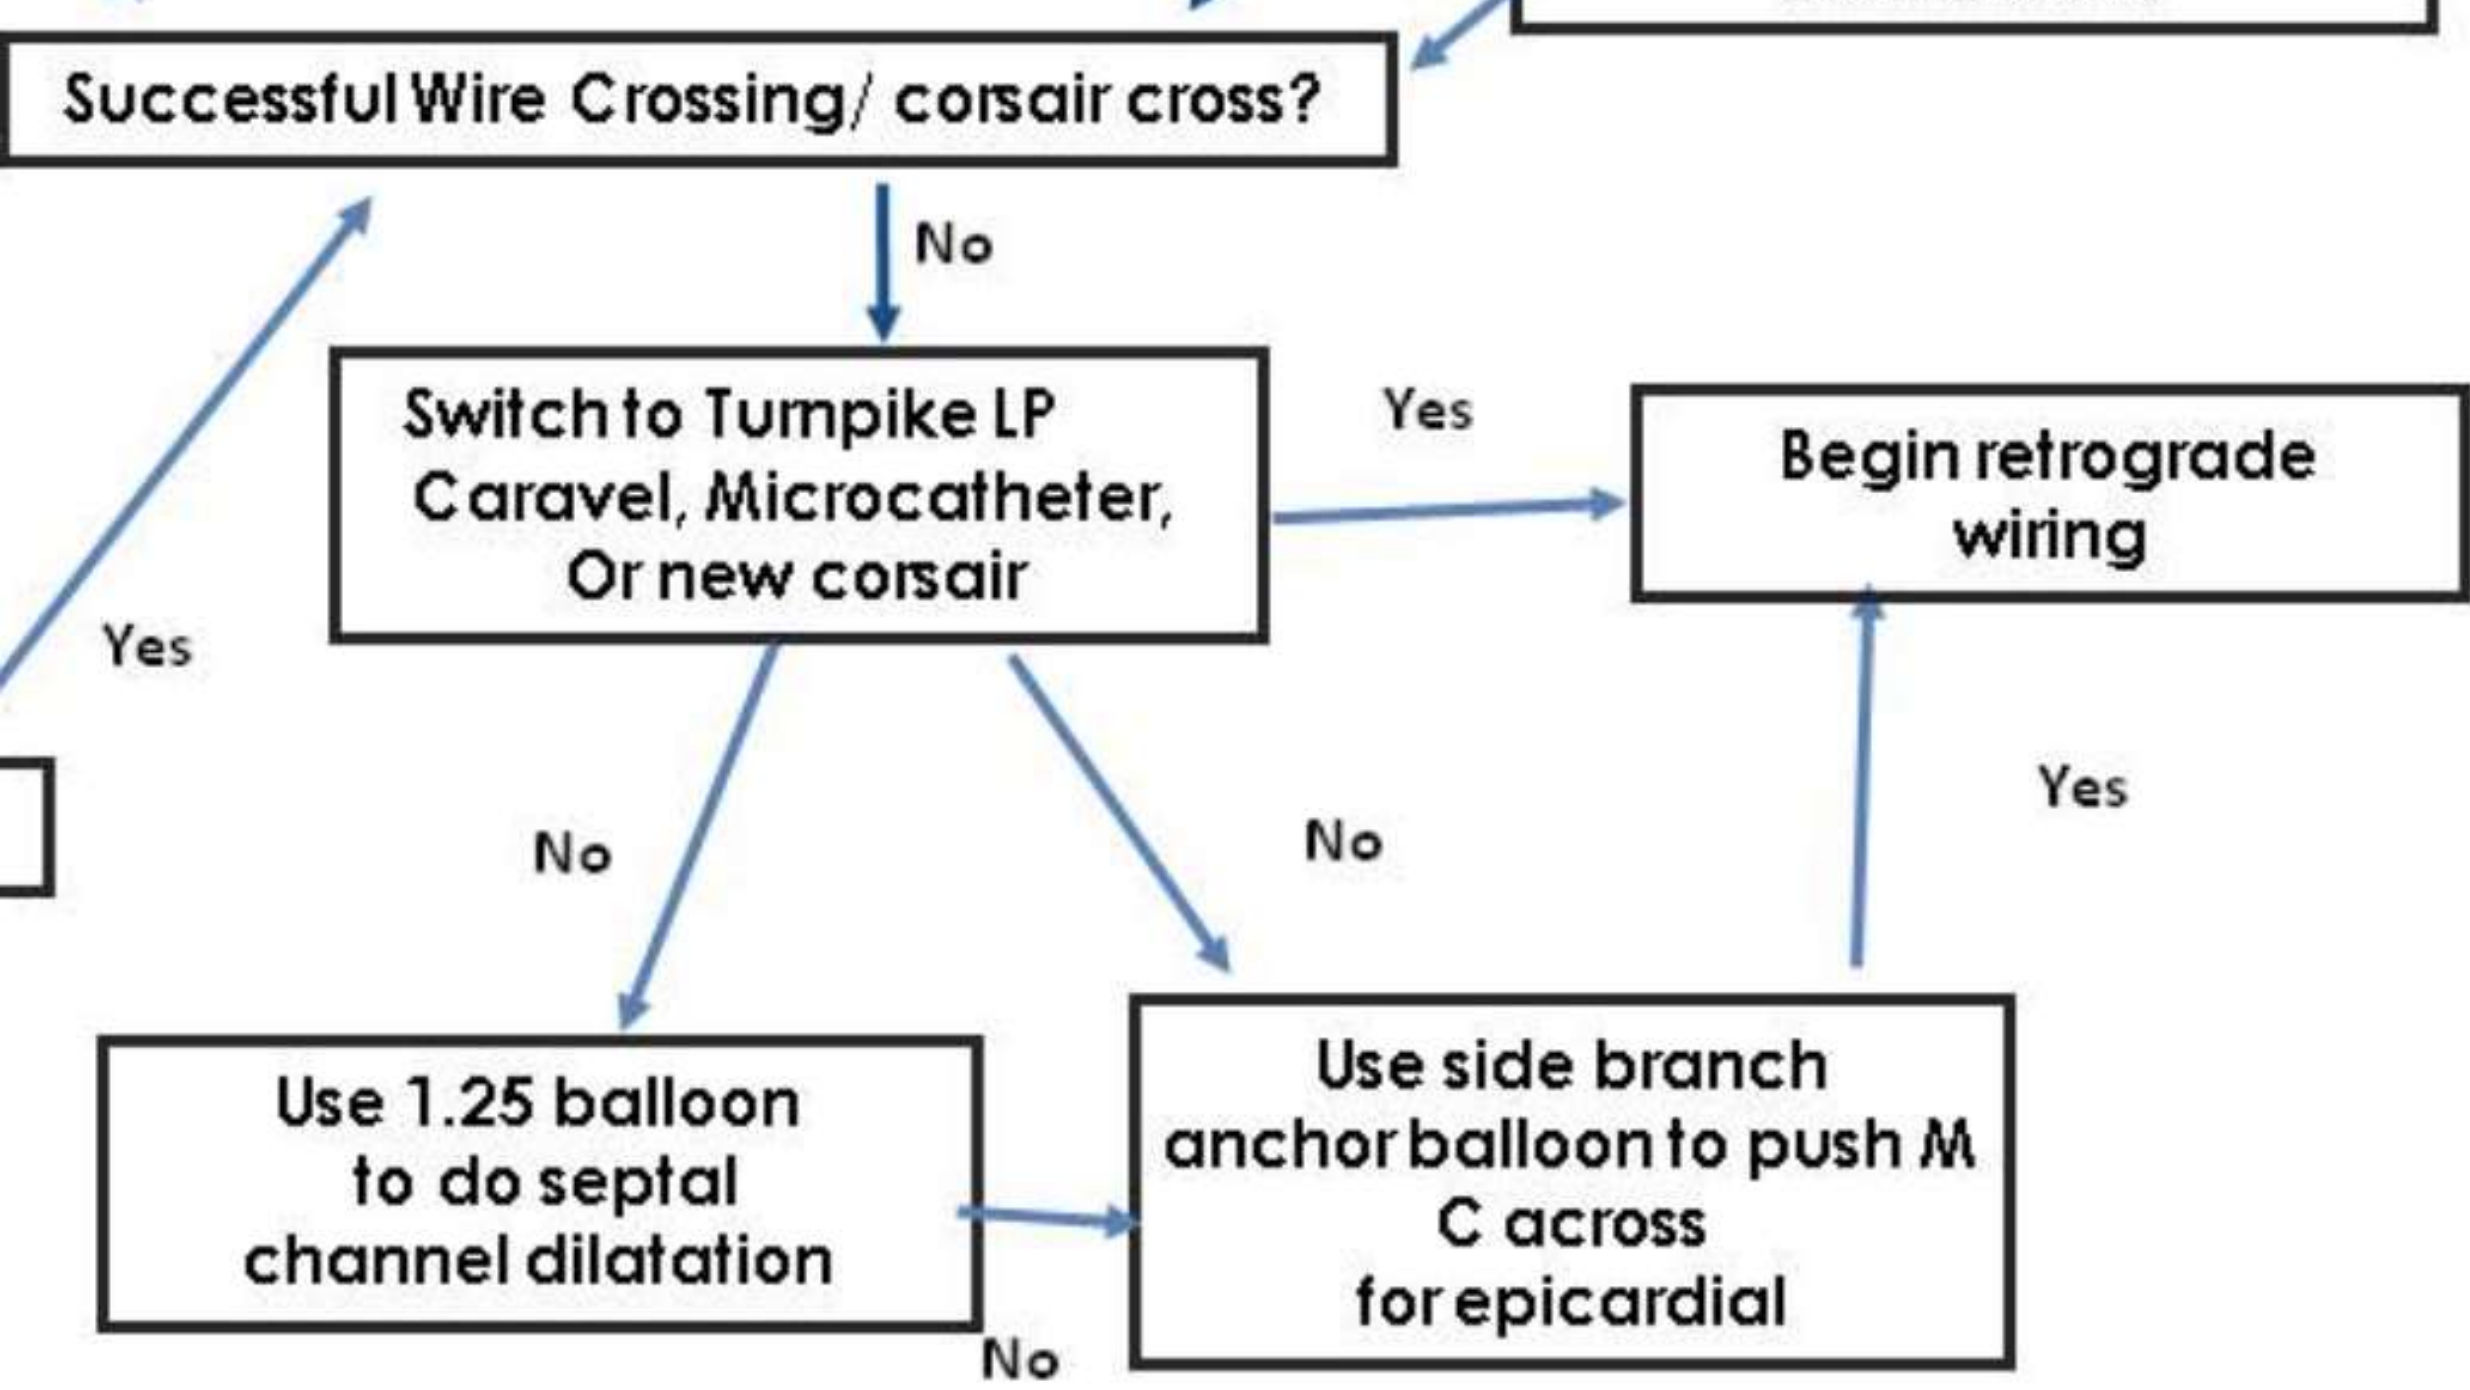 Successful Wire Crossing/ corsair cross?
No
Switch to Turnpike LP
Caravel, Microcatheter,
Or new corsair
Yes
Begin retrograde
wiring
Yes
No
No
Yes
Use 1.25 balloon
to do septal
channel dilatation
No
Use side branch
anchor balloon to push M
C across
for epicardial